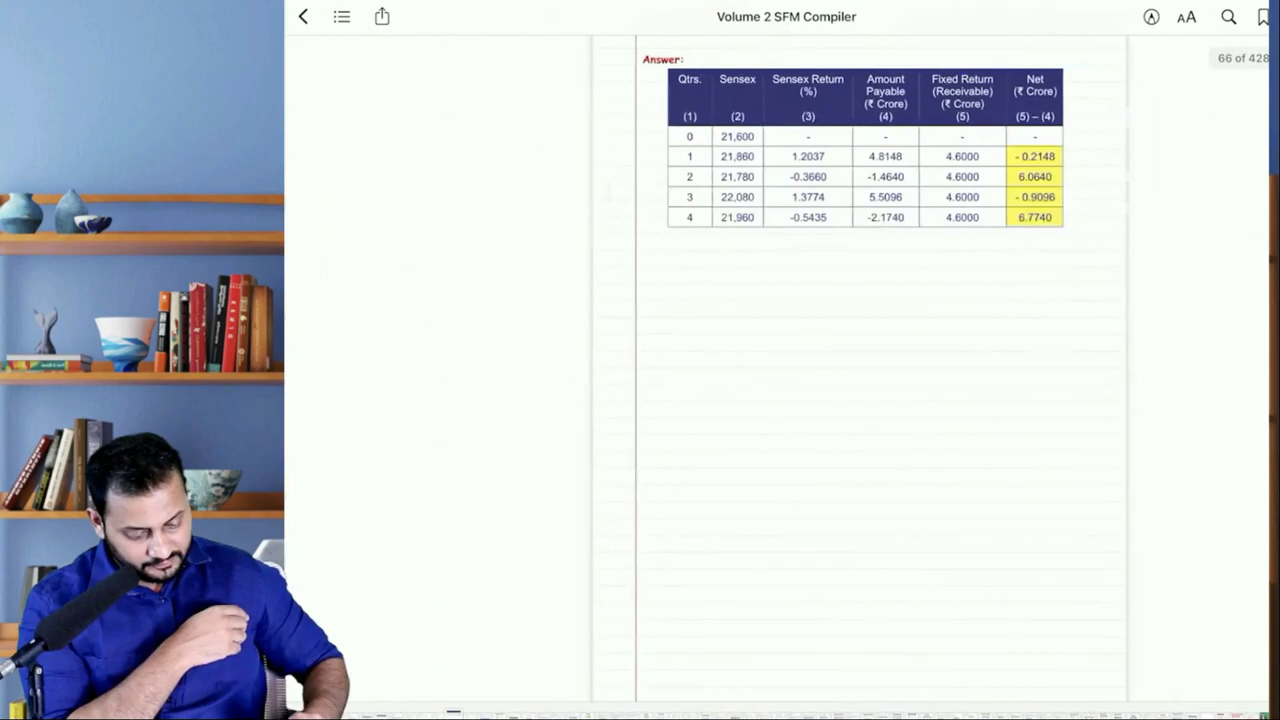 Volume 2 SFM Compiler
AA
66 of 428
Answer:
Qtrs. (1) Sensex (2) Sensex Return (%) (3) Amount Payable (₹ Crore) (4) Fixed Return (Receivable) (₹ Crore) (5) Net (₹ Crore) (5) – (4)
0 21,600 - - - -
1 21,860 1.2037 4.8148 4.6000 - 0.2148
2 21,780 -0.3660 -1.4640 4.6000 6.0640
3 22,080 1.3774 5.5096 4.6000 - 0.9096
4 21,960 -0.5435 -2.1740 4.6000 6.7740